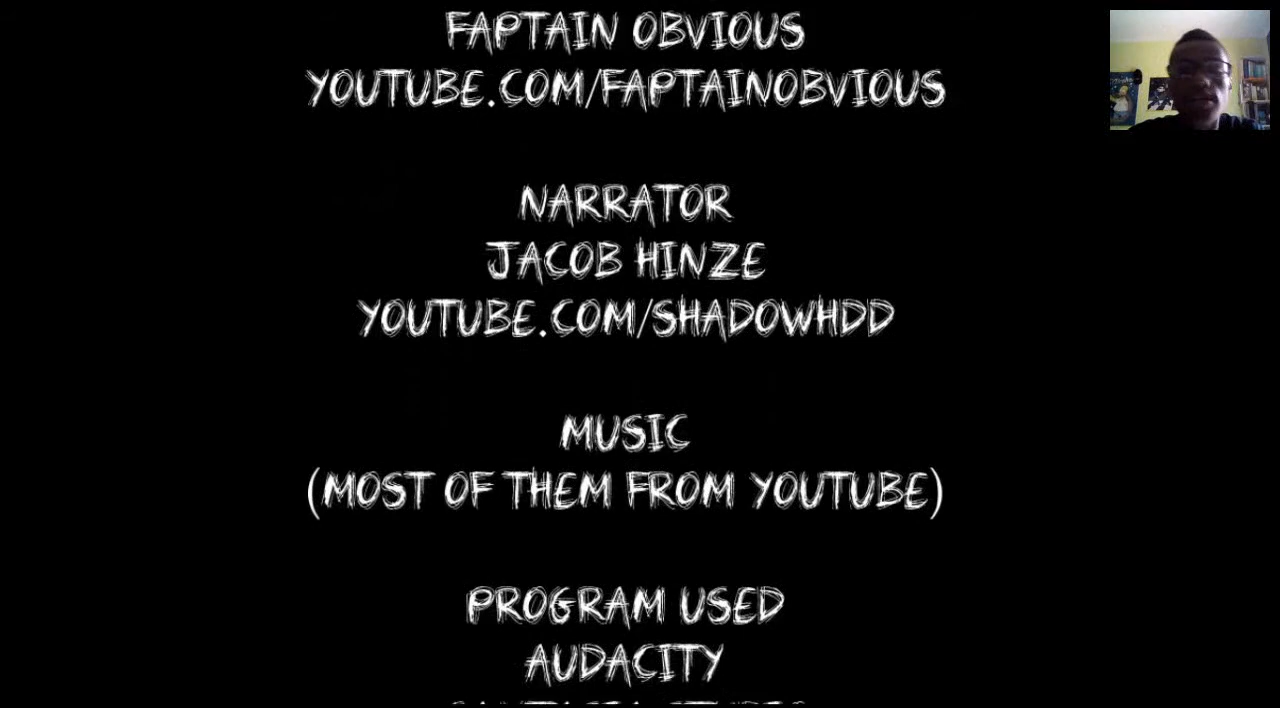 FAPTAIN OBVIOUS
YOUTUBE.COM/FAPTAINOBVIOUS
NARRATOR
JACOB HINZE
YOUTUBE.COM/SHADOWHDD
MUSIC
(MOST OF THEM FROM YOUTUBE)
PROGRAM USED
AUDACITY